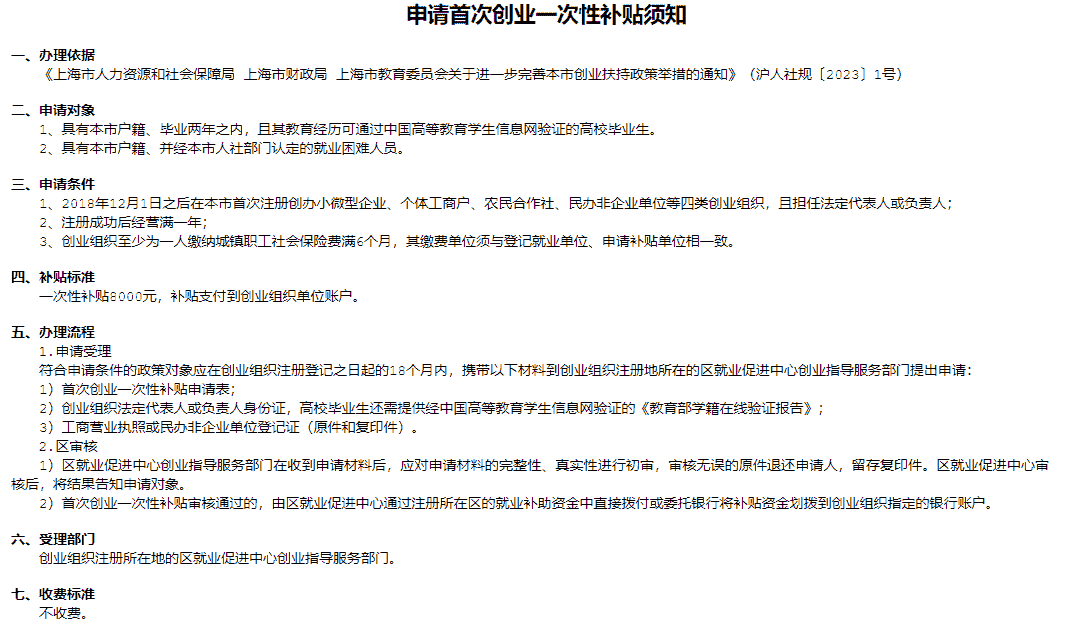 申请首次创业一次性补贴须知
一、办理依据
《上海市人力资源和社会保障局 上海市财政局 上海市教育委员会关于进一步完善本市创业扶持政策举措的通知》（沪人社规〔2023〕1号）
二、申请对象
1、具有本市户籍、毕业两年之内，且其教育经历可通过中国高等教育学生信息网验证的高校毕业生。
2、具有本市户籍、并经本市人社部门认定的就业困难人员。
三、申请条件
1、2018年12月1日之后在本市首次注册创办小微型企业、个体工商户、农民合作社、民办非企业单位等四类创业组织，且担任法定代表人或负责人；
2、注册成功后经营满一年；
3、创业组织至少为一人缴纳城镇职工社会保险费满6个月，其缴费单位须与登记就业单位、申请补贴单位相一致。
四、补贴标准
一次性补贴8000元，补贴支付到创业组织单位账户。
五、办理流程
1.申请受理
符合申请条件的政策对象应在创业组织注册登记之日起的18个月内，携带以下材料到创业组织注册地所在的区就业促进中心创业指导服务部门提出申请：
1）首次创业一次性补贴申请表；
2）创业组织法定代表人或负责人身份证，高校毕业生还需提供经中国高等教育学生信息网验证的《教育部学籍在线验证报告》；
3）工商营业执照或民办非企业单位登记证（原件和复印件）。
2.区审核
1）区就业促进中心创业指导服务部门在收到申请材料后，应对申请材料的完整性、真实性进行初审，审核无误的原件退还申请人，留存复印件。区就业促进中心审
核后，将结果告知申请对象。
2）首次创业一次性补贴审核通过的，由区就业促进中心通过注册所在区的就业补助资金中直接拨付或委托银行将补贴资金划拨到创业组织指定的银行账户。
六、受理部门
创业组织注册所在地的区就业促进中心创业指导服务部门。
七、收费标准
不收费。